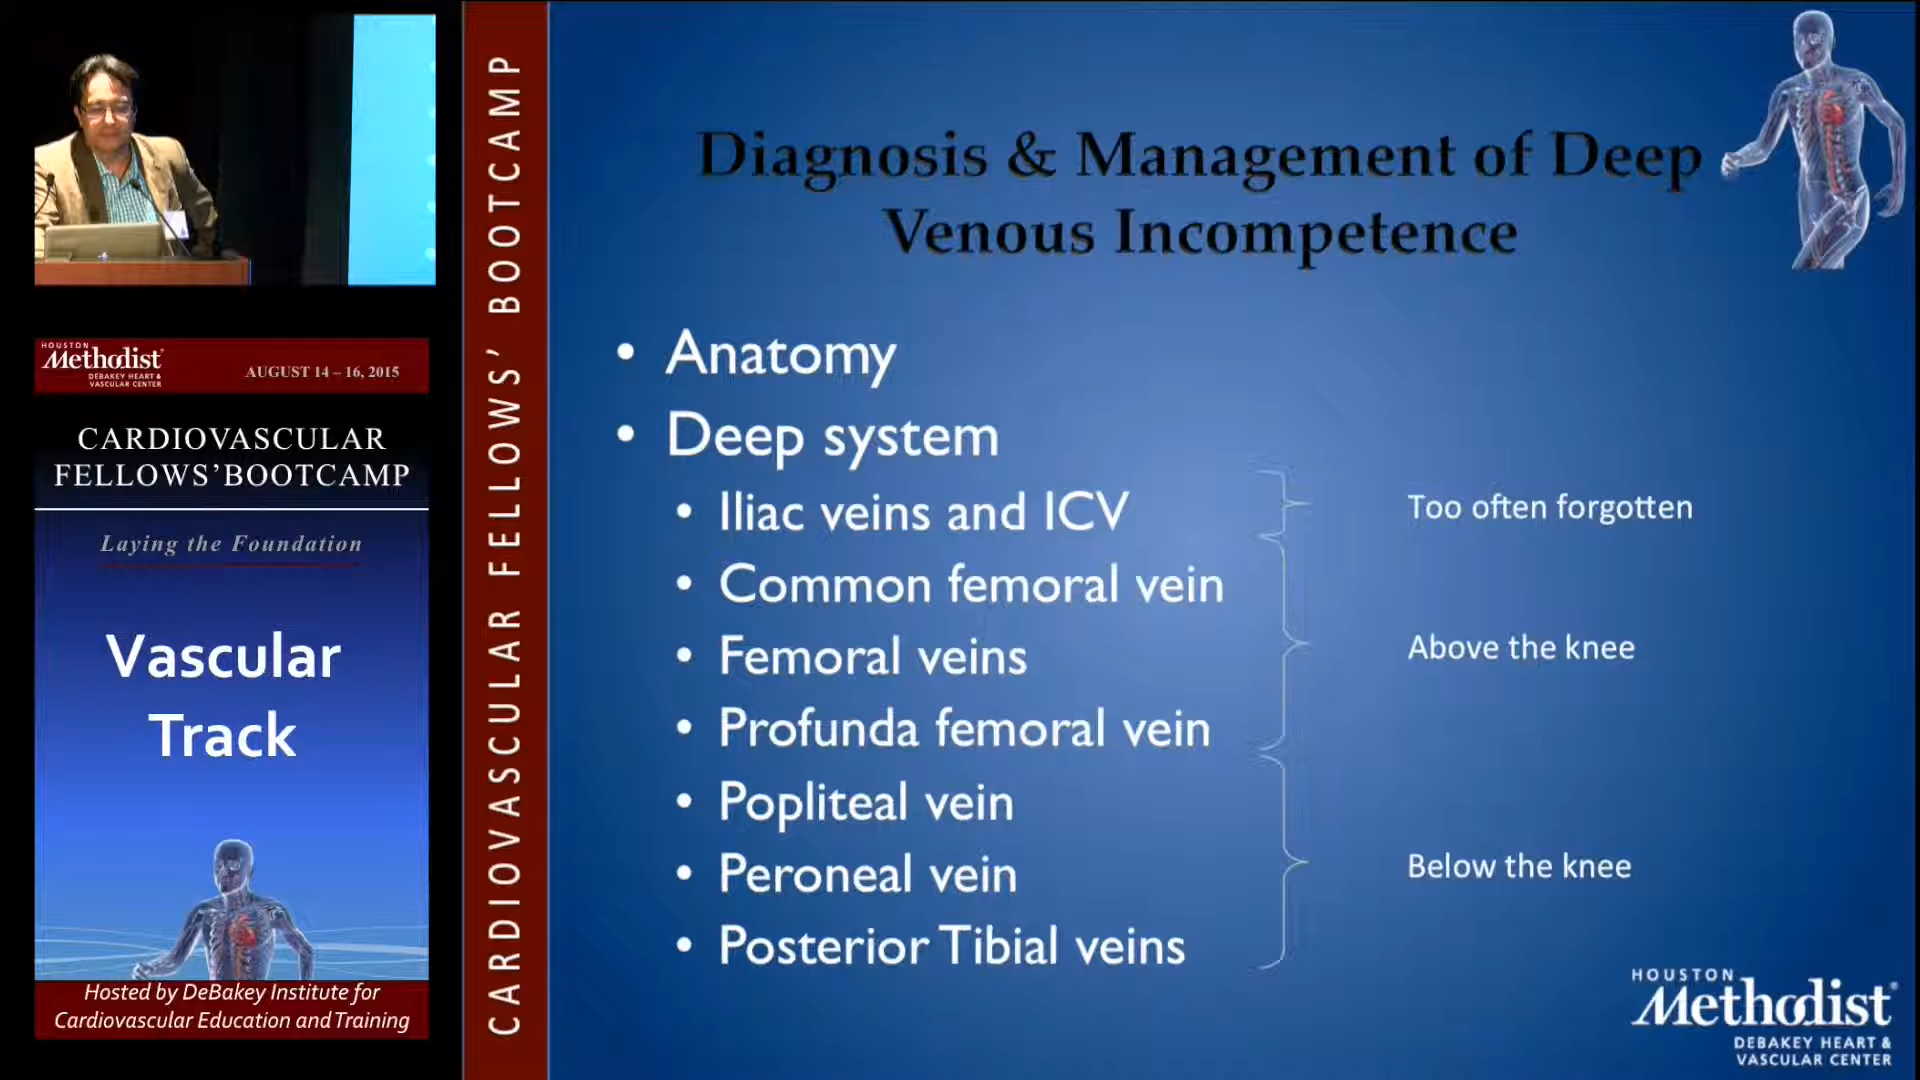 HOUSTON
Methodist
DEBAKEY HEART &
VASCULAR CENTER
AUGUST 14 – 16, 2015
CARDIOVASCULAR
FELLOWS' BOOTCAMP
Laying the Foundation
Vascular
Track
Hosted by DeBakey Institute for
Cardiovascular Education and Training
CARDIOVASCULAR FELLOWS' BOOTCAMP
Diagnosis & Management of Deep
Venous Incompetence
• Anatomy
• Deep system
• Iliac veins and ICV
Too often forgotten
• Common femoral vein
• Femoral veins
Above the knee
• Profunda femoral vein
• Popliteal vein
• Peroneal vein
Below the knee
• Posterior Tibial veins
HOUSTON
Methodist®
DEBAKEY HEART &
VASCULAR CENTER